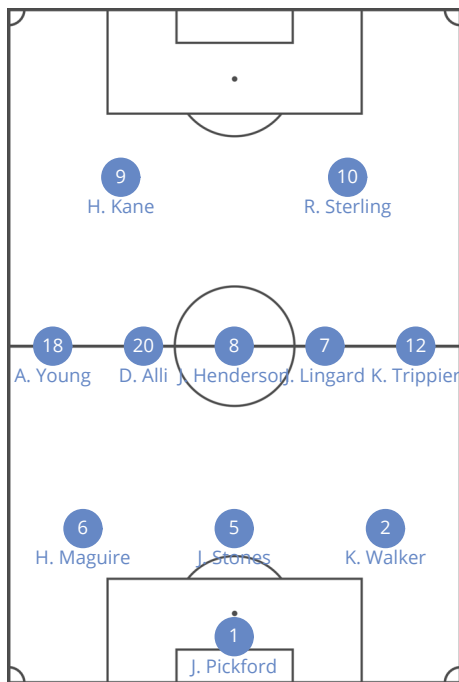 9 10
H. Kane R. Sterling
18 20 8 7 12
A. Young D. Alli J. Henderson J. Lingard K. Trippier
6 5 2
H. Maguire J. Stones K. Walker
1
J. Pickford